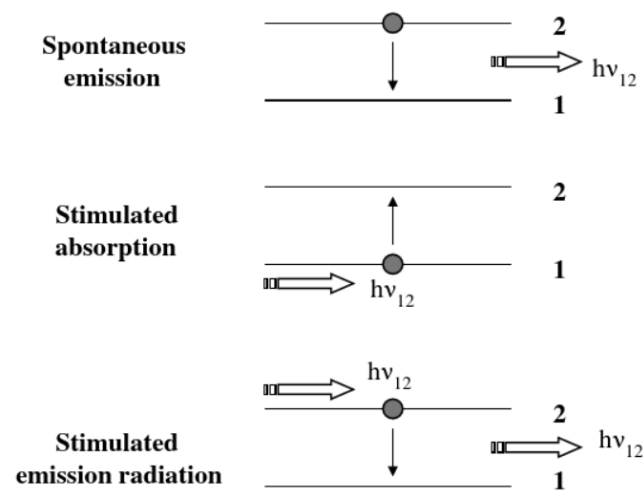 Spontaneous
emission
2
hν₁₂
1
Stimulated
absorption
2
1
hν₁₂
hν₁₂
Stimulated
emission radiation
2
hν₁₂
1